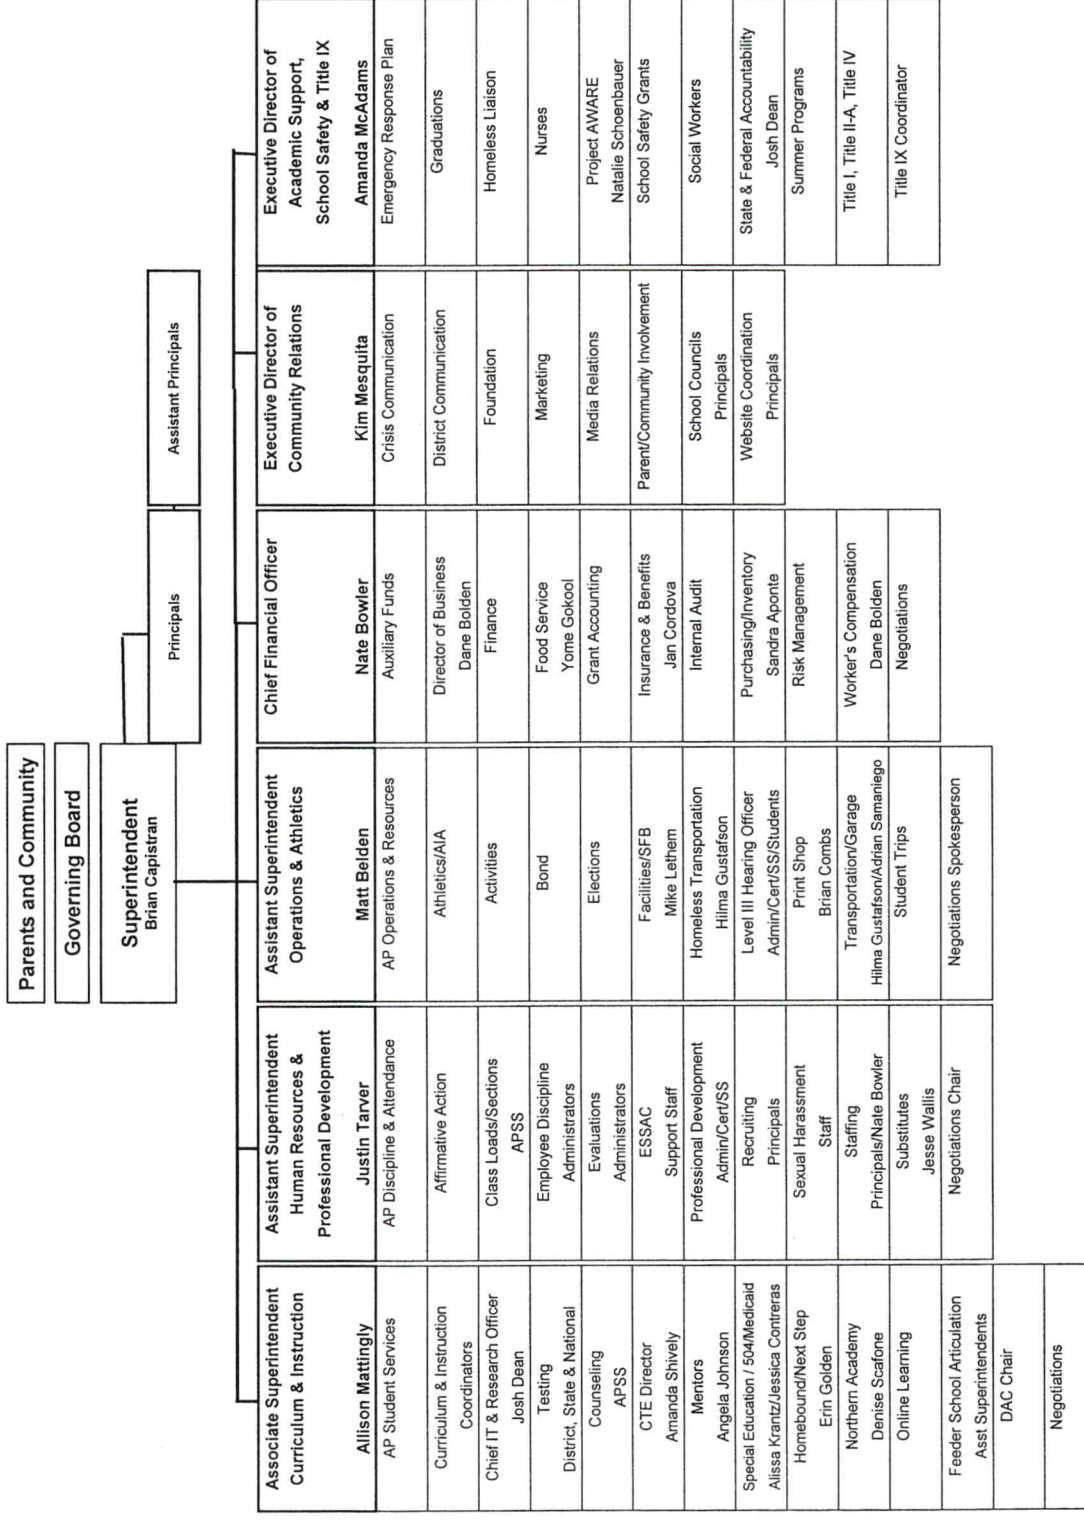 Parents and Community
Governing Board
Superintendent
Brian Capistran
Principals
Assistant Principals
Associate Superintendent
Curriculum & Instruction
Allison Mattingly
AP Student Services
Curriculum & Instruction
Coordinators
Chief IT & Research Officer
Josh Dean
Testing
District, State & National
Counseling
APSS
CTE Director
Amanda Shively
Mentors
Angela Johnson
Special Education / 504/Medicaid
Alissa Krantz/Jessica Contreras
Homebound/Next Step
Erin Golden
Northern Academy
Denise Scafone
Online Learning
Feeder School Articulation
Asst Superintendents
DAC Chair
Negotiations
Assistant Superintendent
Human Resources &
Professional Development
Justin Tarver
AP Discipline & Attendance
Affirmative Action
Class Loads/Sections
APSS
Employee Discipline
Administrators
Evaluations
Administrators
ESSAC
Support Staff
Professional Development
Admin/Cert/SS
Recruiting
Principals
Sexual Harassment
Staff
Staffing
Principals/Nate Bowler
Substitutes
Jesse Wallis
Negotiations Chair
Assistant Superintendent
Operations & Athletics
Matt Belden
AP Operations & Resources
Athletics/AIA
Activities
Bond
Elections
Facilities/SFB
Mike Lethem
Homeless Transportation
Hilma Gustafson
Level III Hearing Officer
Admin/Cert/SS/Students
Print Shop
Brian Combs
Transportation/Garage
Hilma Gustafson/Adrian Samaniego
Student Trips
Negotiations Spokesperson
Chief Financial Officer
Nate Bowler
Auxiliary Funds
Director of Business
Dane Bolden
Finance
Food Service
Yome Gokool
Grant Accounting
Insurance & Benefits
Jan Cordova
Internal Audit
Purchasing/Inventory
Sandra Aponte
Risk Management
Worker's Compensation
Dane Bolden
Negotiations
Executive Director of
Community Relations
Kim Mesquita
Crisis Communication
District Communication
Foundation
Marketing
Media Relations
Parent/Community Involvement
School Councils
Principals
Website Coordination
Principals
Executive Director of
Academic Support,
School Safety & Title IX
Amanda McAdams
Emergency Response Plan
Graduations
Homeless Liaison
Nurses
Project AWARE
Natalie Schoenbauer
School Safety Grants
Social Workers
State & Federal Accountability
Josh Dean
Summer Programs
Title I, Title II-A, Title IV
Title IX Coordinator